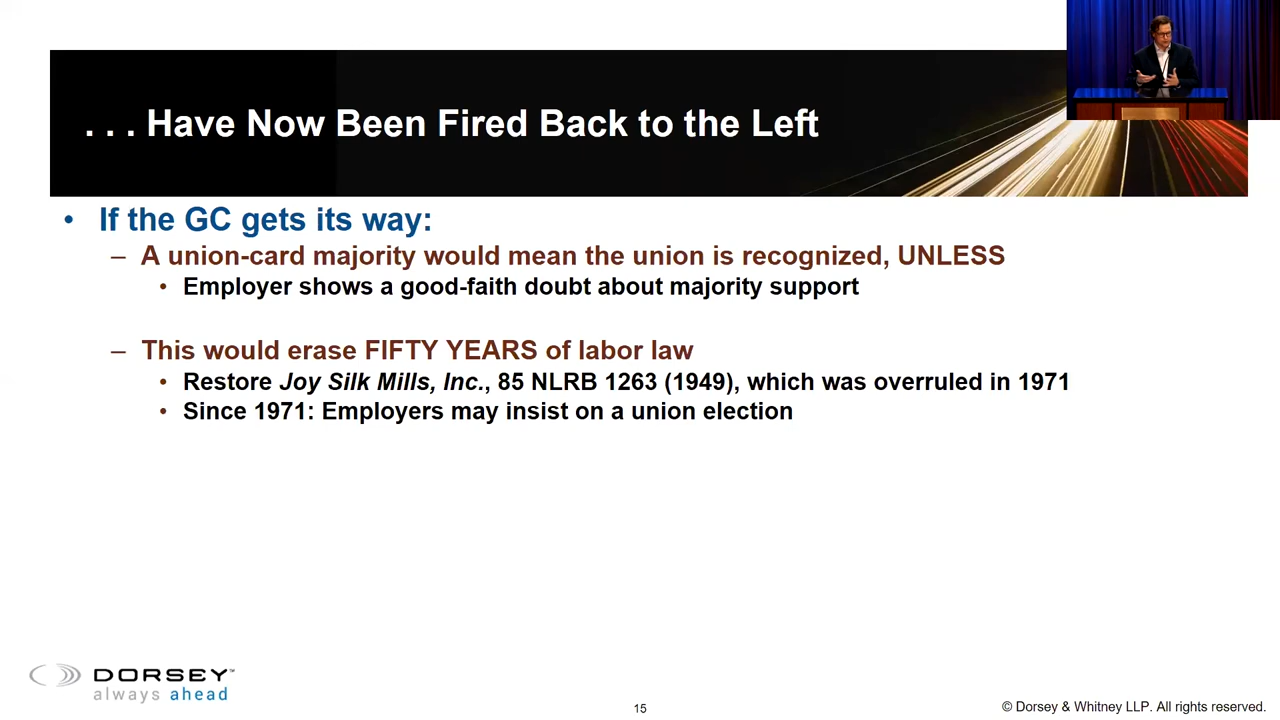 . . . Have Now Been Fired Back to the Left
• If the GC gets its way:
– A union-card majority would mean the union is recognized, UNLESS
• Employer shows a good-faith doubt about majority support
– This would erase FIFTY YEARS of labor law
• Restore Joy Silk Mills, Inc., 85 NLRB 1263 (1949), which was overruled in 1971
• Since 1971: Employers may insist on a union election
DORSEY™
always ahead
15
© Dorsey & Whitney LLP. All rights reserved.